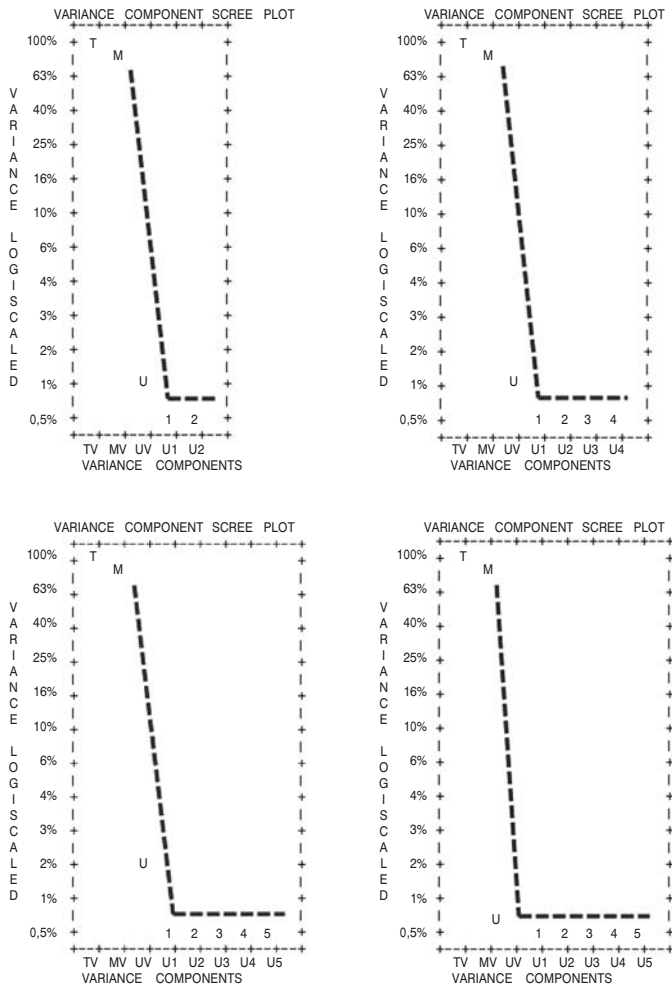 VARIANCE COMPONENT SCREE PLOT
100% T
M
63%
40%
25%
16%
10%
6%
4%
3%
2%
1% U
0,5% 1 2
VARIANCE LOGISCALED
TV MV UV U1 U2
VARIANCE COMPONENTS
VARIANCE COMPONENT SCREE PLOT
100% T
M
63%
40%
25%
16%
10%
6%
4%
3%
2%
1% U
0,5% 1 2 3 4
VARIANCE LOGISCALED
TV MV UV U1 U2 U3 U4
VARIANCE COMPONENTS
VARIANCE COMPONENT SCREE PLOT
100% T
M
63%
40%
25%
16%
10%
6%
4%
3%
2% U
1%
0,5% 1 2 3 4 5
VARIANCE LOGISCALED
TV MV UV U1 U2 U3 U4 U5
VARIANCE COMPONENTS
VARIANCE COMPONENT SCREE PLOT
100% T
M
63%
40%
25%
16%
10%
6%
4%
3%
2%
1%
U
0,5% 1 2 3 4 5
VARIANCE LOGISCALED
TV MV UV U1 U2 U3 U4 U5
VARIANCE COMPONENTS